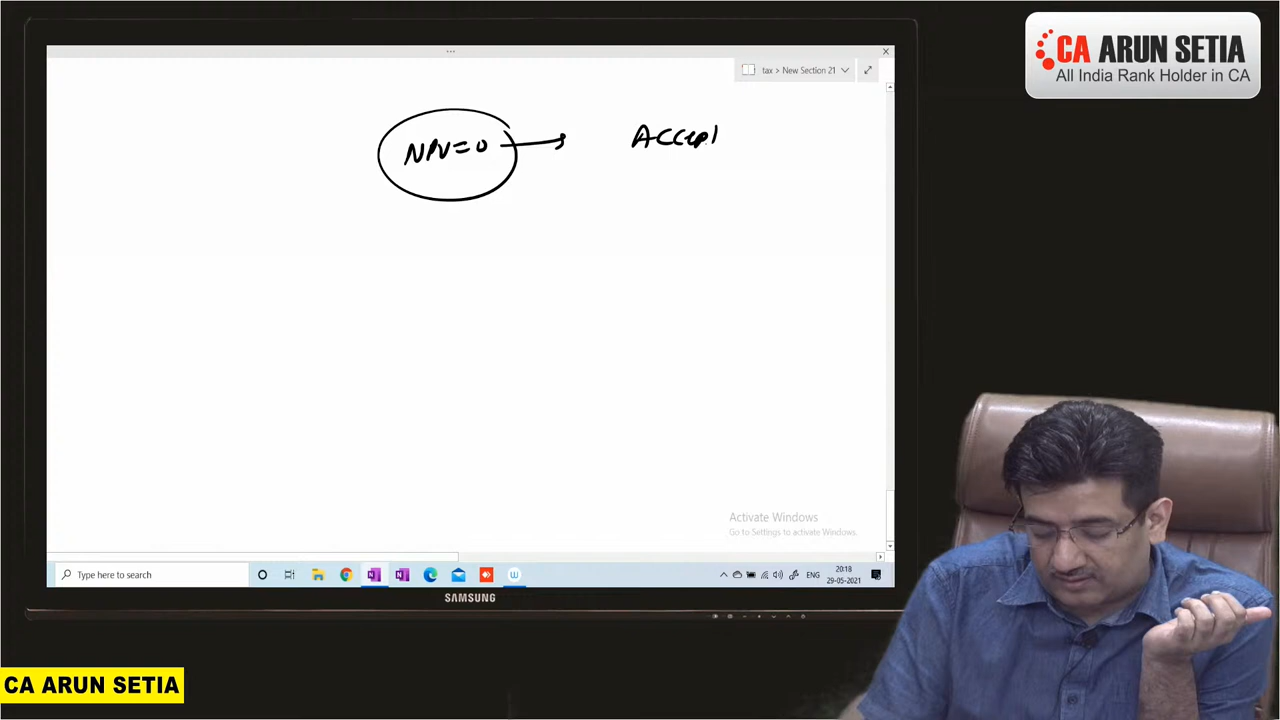 CA ARUN SETIA
All India Rank Holder in CA
tax > New Section 21
NPV=0 → Accept
Activate Windows
Go to Settings to activate Windows.
Type here to search
ENG
20:18
29-05-2021
SAMSUNG
CA ARUN SETIA